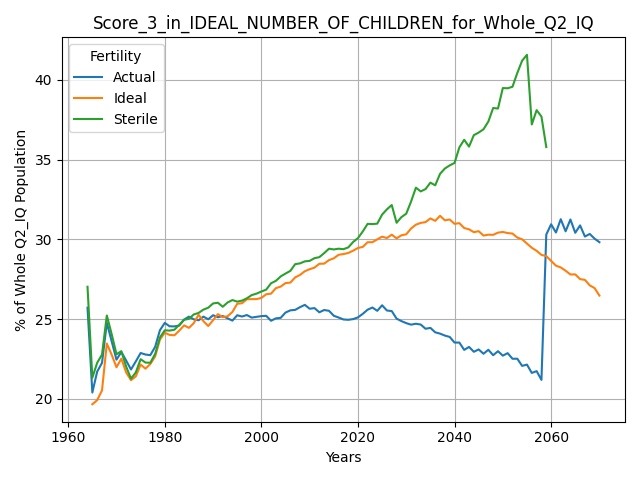 Score_3_in_IDEAL_NUMBER_OF_CHILDREN_for_Whole_Q2_IQ
Fertility
Actual
Ideal
Sterile
% of Whole Q2_IQ Population
40
35
30
25
20
1960
1980
2000
2020
2040
2060
Years